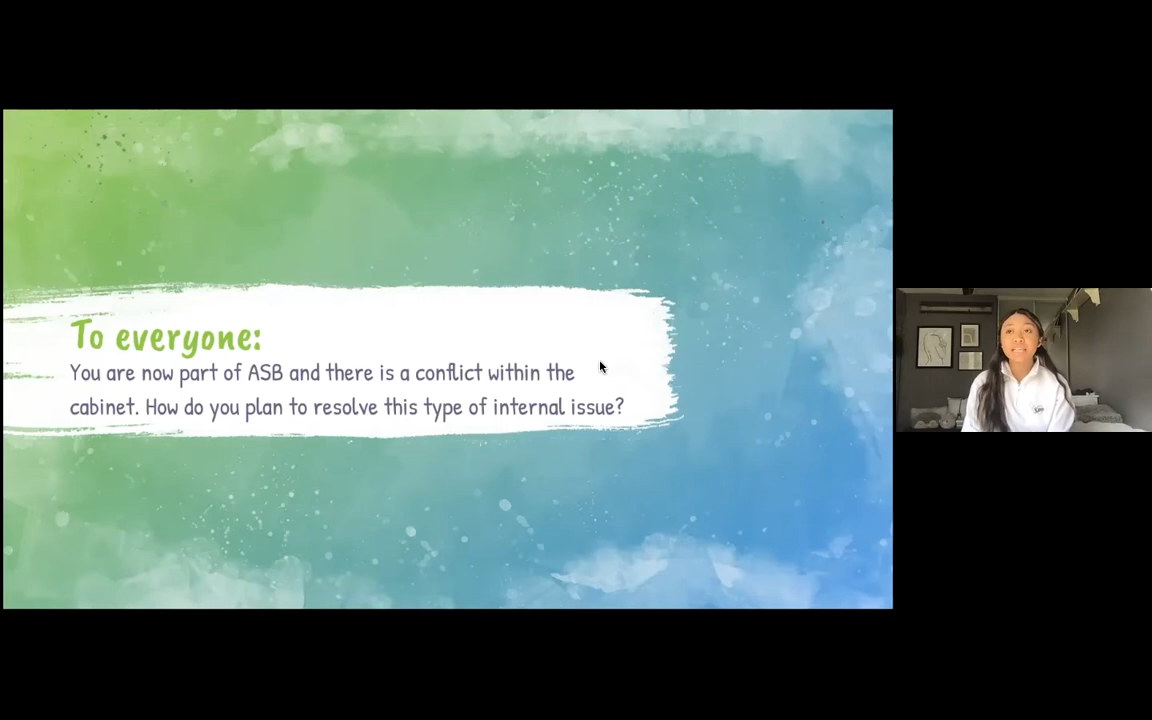 To everyone:
You are now part of ASB and there is a conflict within the
cabinet. How do you plan to resolve this type of internal issue?